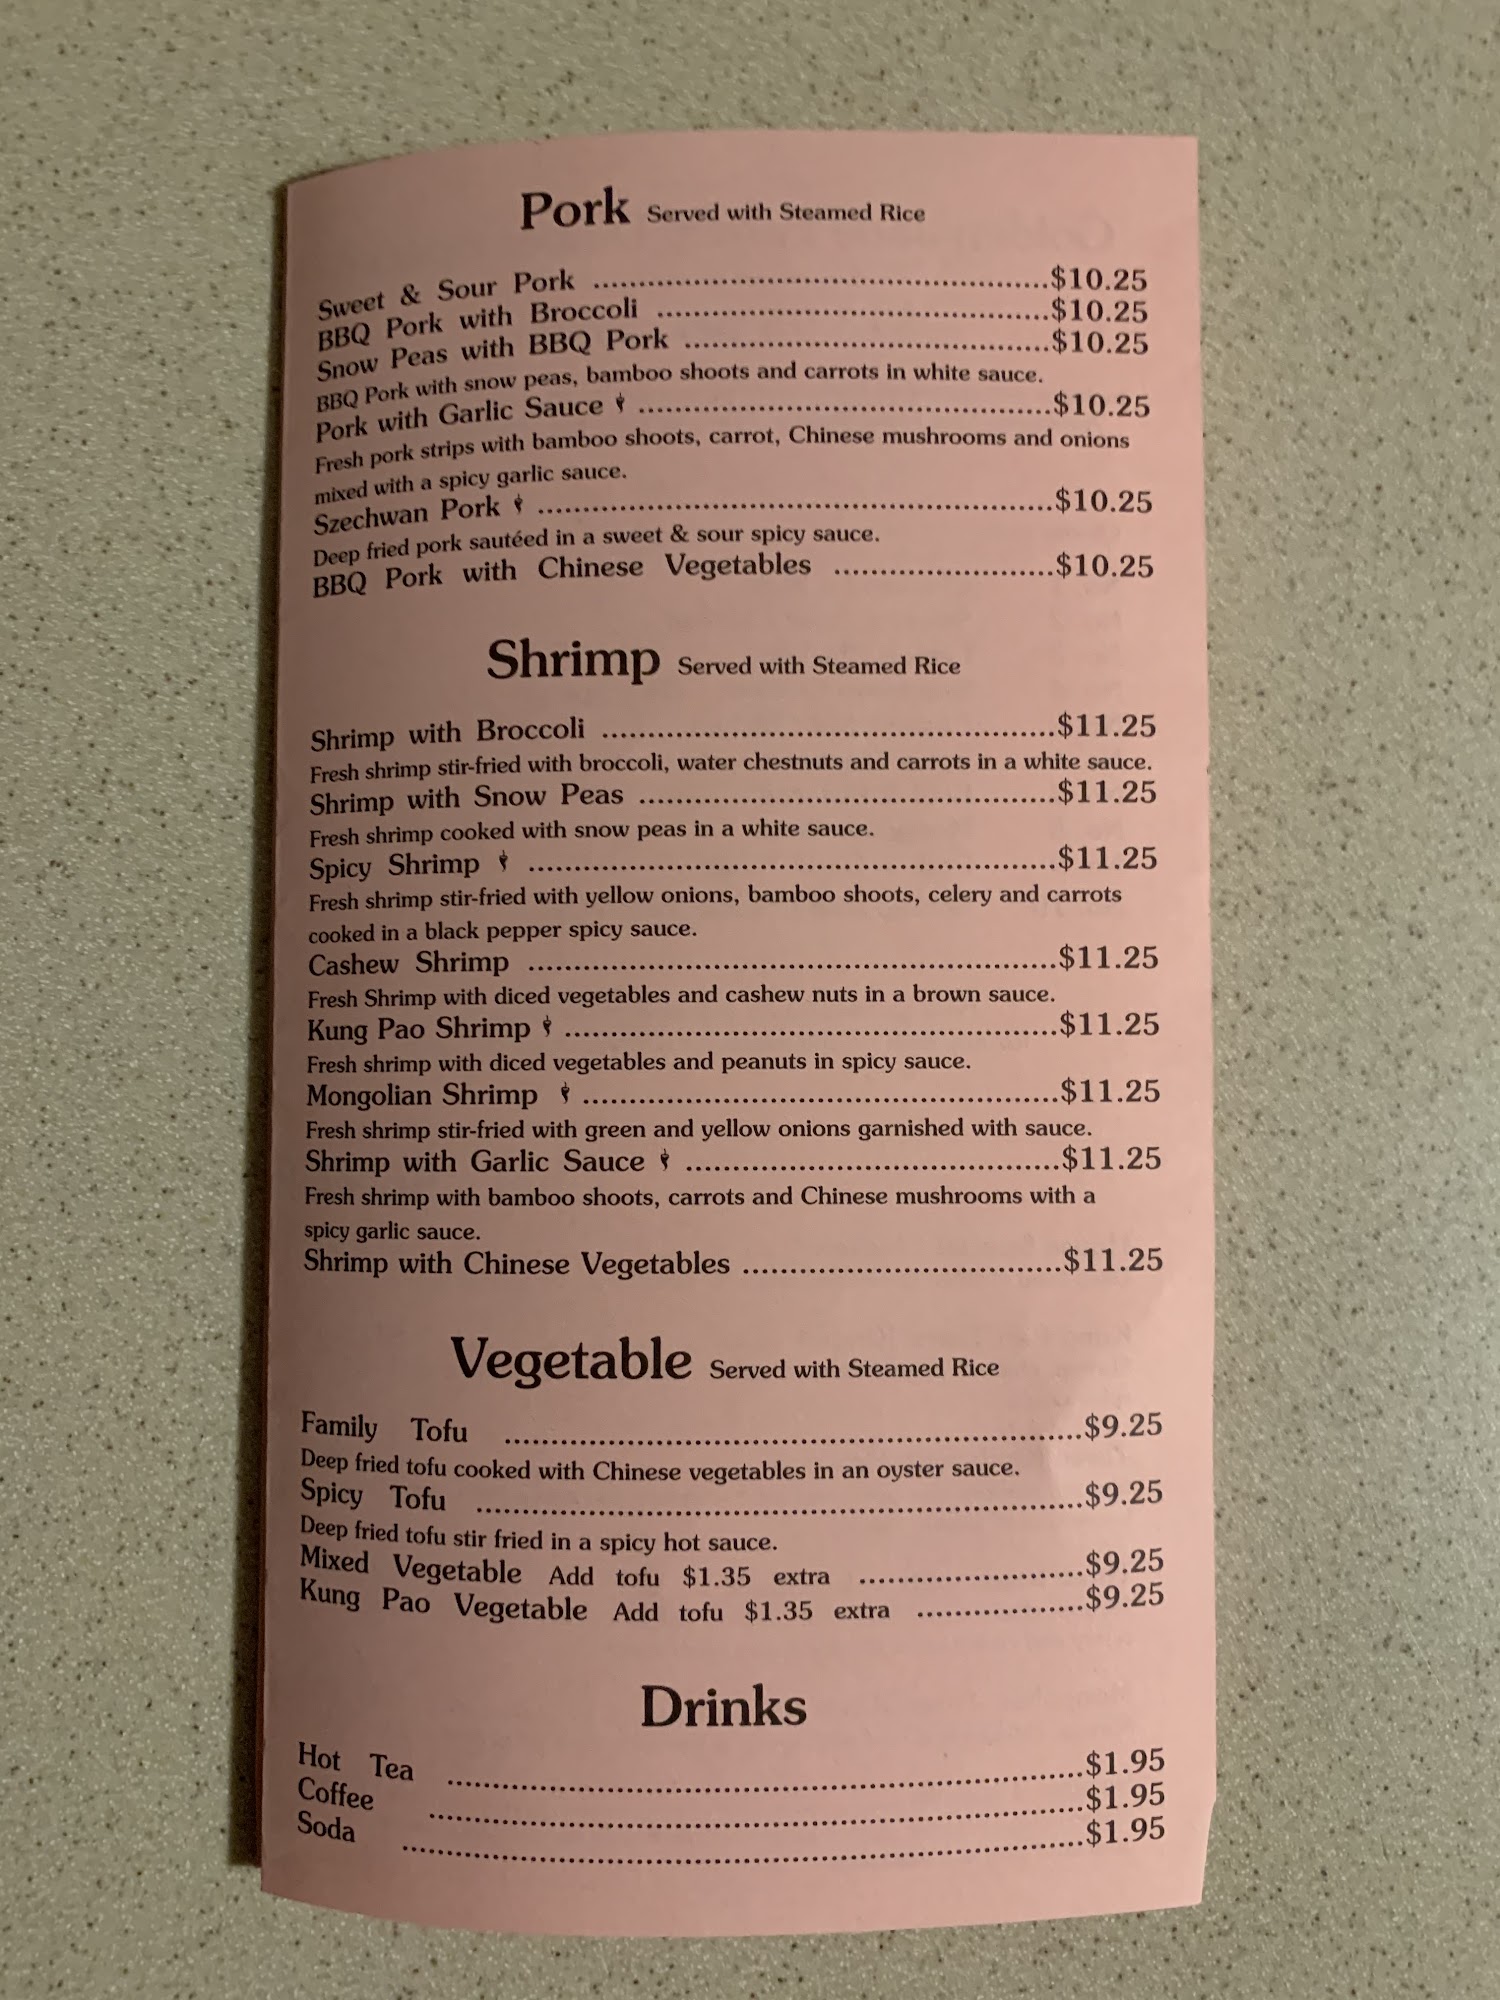 Pork Served with Steamed Rice
Sweet & Sour Pork ........ $10.25
BBQ Pork with Broccoli ........ $10.25
Snow Peas with BBQ Pork ........ $10.25
BBQ Pork with snow peas, bamboo shoots and carrots in white sauce.
Pork with Garlic Sauce ........ $10.25
Fresh pork strips with bamboo shoots, carrot, Chinese mushrooms and onions
mixed with a spicy garlic sauce.
Szechwan Pork ........ $10.25
Deep fried pork sautéed in a sweet & sour spicy sauce.
BBQ Pork with Chinese Vegetables ........ $10.25
Shrimp Served with Steamed Rice
Shrimp with Broccoli ........ $11.25
Fresh shrimp stir-fried with broccoli, water chestnuts and carrots in a white sauce.
Shrimp with Snow Peas ........ $11.25
Fresh shrimp cooked with snow peas in a white sauce.
Spicy Shrimp ........ $11.25
Fresh shrimp stir-fried with yellow onions, bamboo shoots, celery and carrots
cooked in a black pepper spicy sauce.
Cashew Shrimp ........ $11.25
Fresh Shrimp with diced vegetables and cashew nuts in a brown sauce.
Kung Pao Shrimp ........ $11.25
Fresh shrimp with diced vegetables and peanuts in spicy sauce.
Mongolian Shrimp ........ $11.25
Fresh shrimp stir-fried with green and yellow onions garnished with sauce.
Shrimp with Garlic Sauce ........ $11.25
Fresh shrimp with bamboo shoots, carrots and Chinese mushrooms with a
spicy garlic sauce.
Shrimp with Chinese Vegetables ........ $11.25
Vegetable Served with Steamed Rice
Family Tofu ........ $9.25
Deep fried tofu cooked with Chinese vegetables in an oyster sauce.
Spicy Tofu ........ $9.25
Deep fried tofu stir fried in a spicy hot sauce.
Mixed Vegetable Add tofu $1.35 extra ........ $9.25
Kung Pao Vegetable Add tofu $1.35 extra ........ $9.25
Drinks
Hot Tea ........ $1.95
Coffee ........ $1.95
Soda ........ $1.95